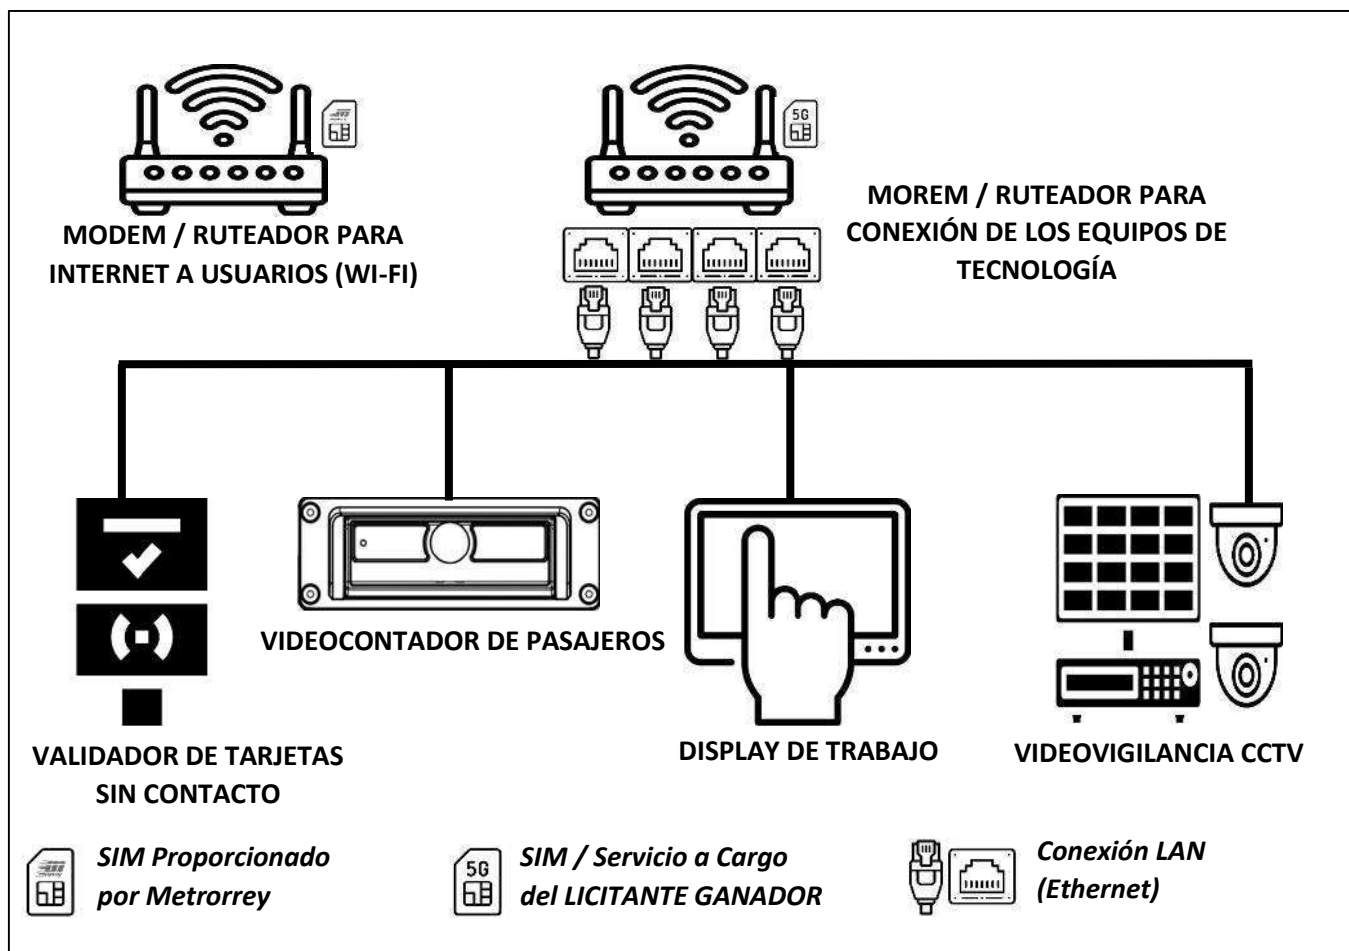 5G
MODEM / RUTEADOR PARA
INTERNET A USUARIOS (WI-FI)
MOREM / RUTEADOR PARA
CONEXIÓN DE LOS EQUIPOS DE
TECNOLOGÍA
VIDEOCONTADOR DE PASAJEROS
VALIDADOR DE TARJETAS
SIN CONTACTO
DISPLAY DE TRABAJO
VIDEOVIGILANCIA CCTV
SIM Proporcionado
por Metrorrey
5G
SIM / Servicio a Cargo
del LICITANTE GANADOR
Conexión LAN
(Ethernet)